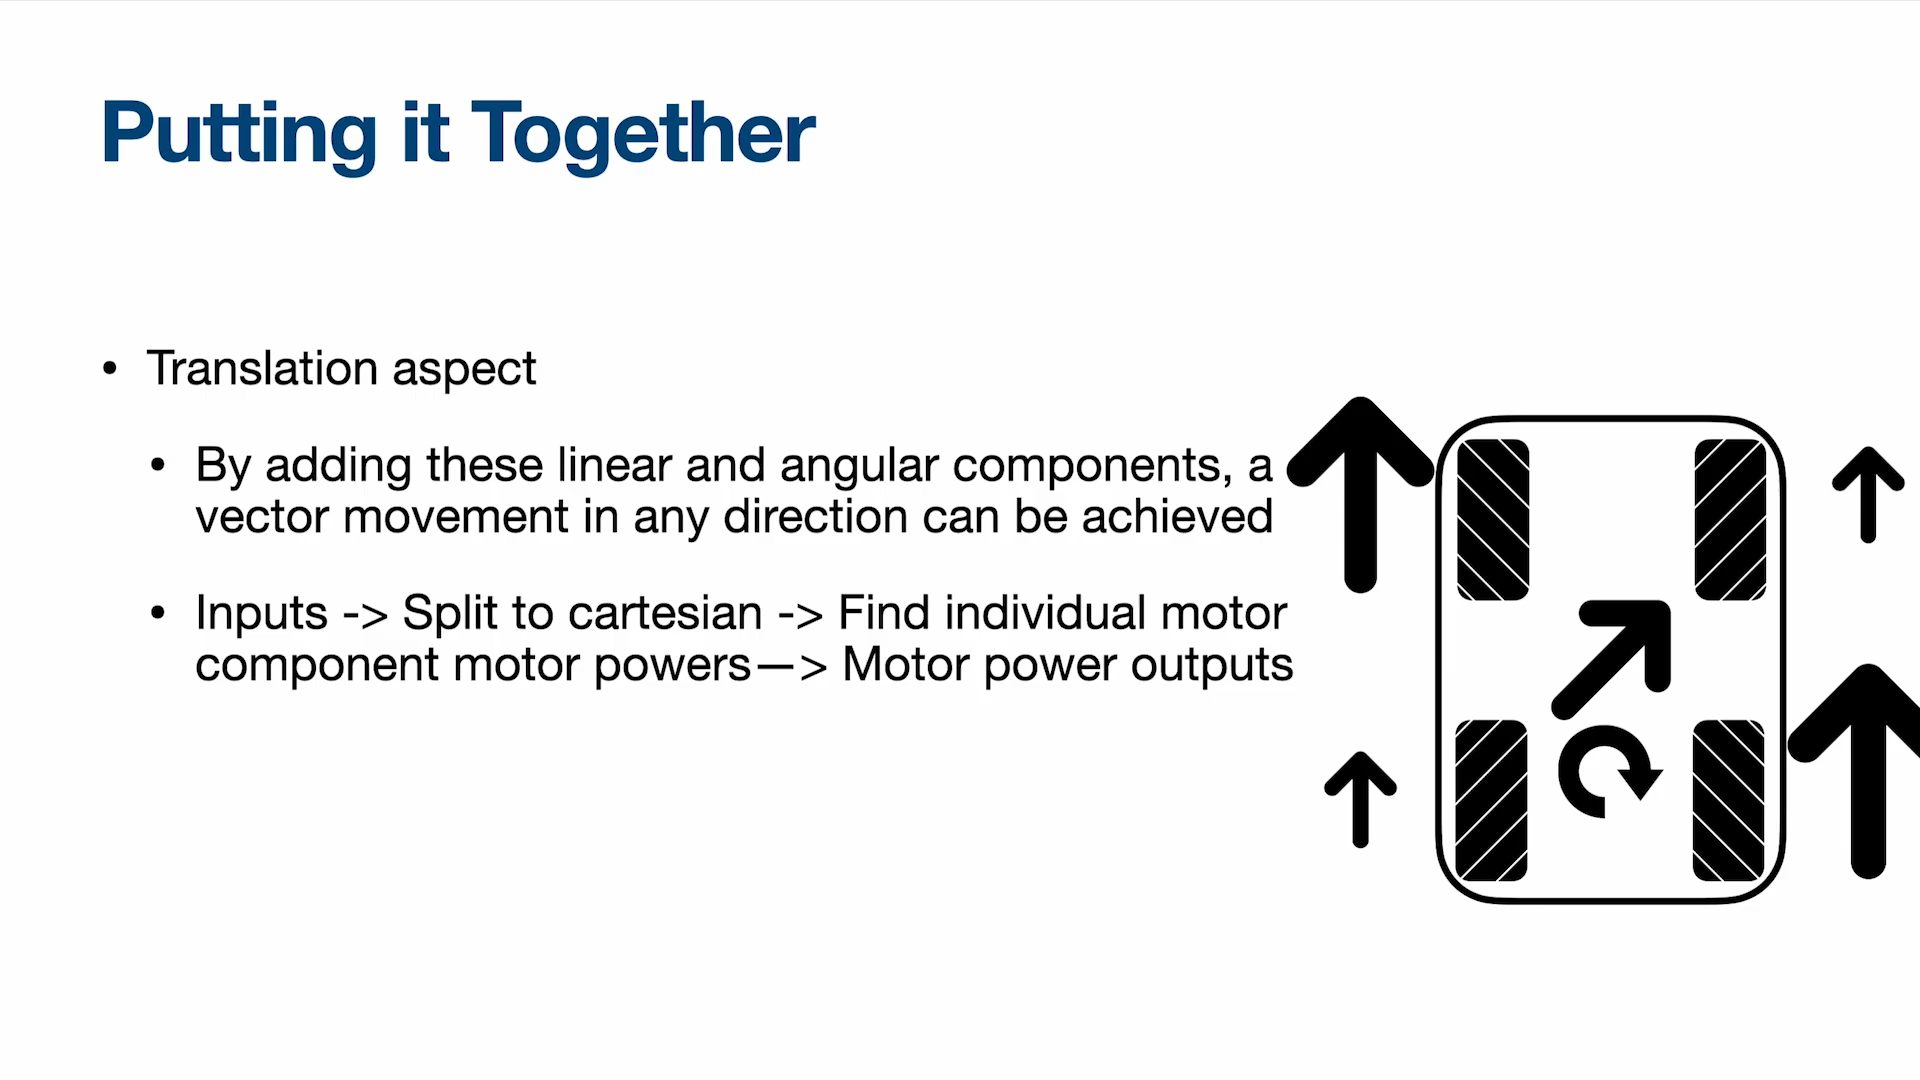 Putting it Together
• Translation aspect
• By adding these linear and angular components, a
vector movement in any direction can be achieved
• Inputs -> Split to cartesian -> Find individual motor
component motor powers—> Motor power outputs